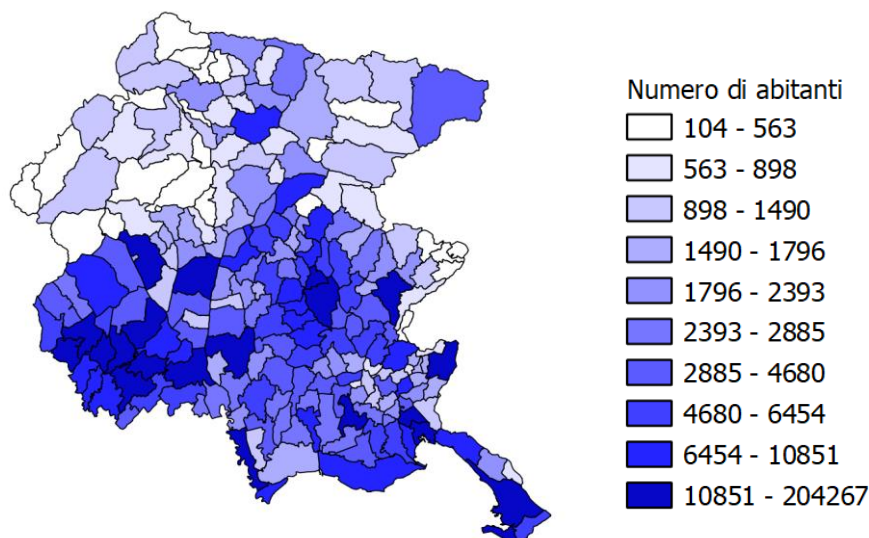 Numero di abitanti
104 - 563
563 - 898
898 - 1490
1490 - 1796
1796 - 2393
2393 - 2885
2885 - 4680
4680 - 6454
6454 - 10851
10851 - 204267